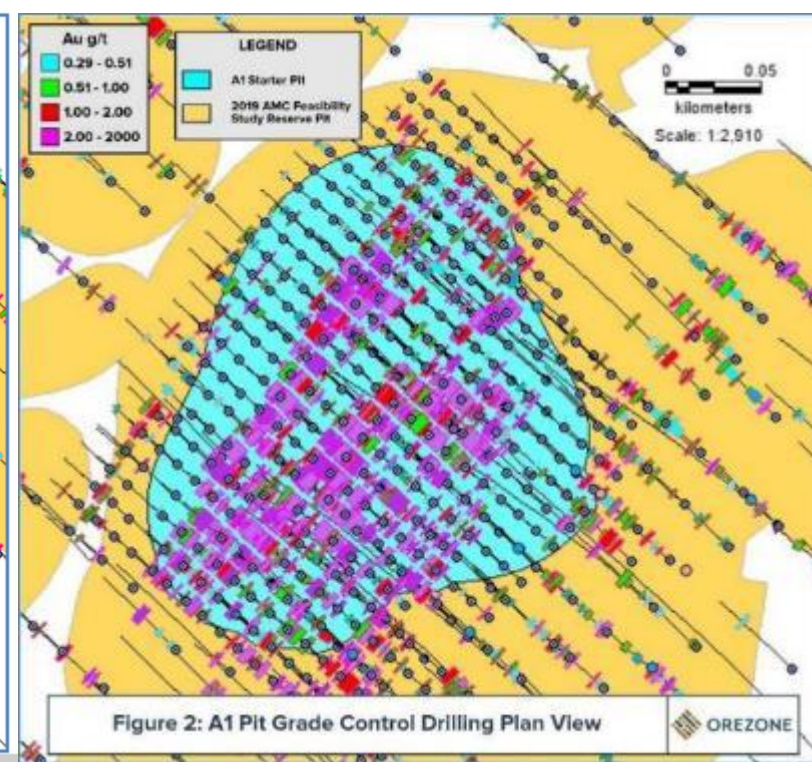 Au g/t
0.29 - 0.51
0.51 - 1.00
1.00 - 2.00
2.00 - 2000
LEGEND
A1 Starter Pit
2019 AMC Feasibility
Study Reserve Pit
0 0.05
kilometers
Scale: 1:2,910
Figure 2: A1 Pit Grade Control Drilling Plan View
OREZONE